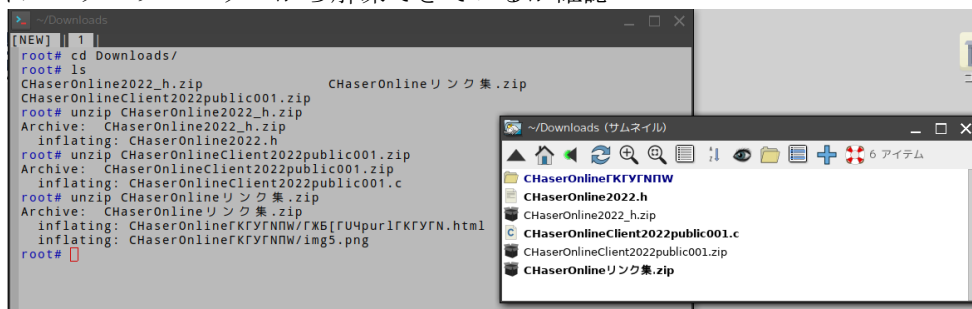 ~/Downloads
[NEW] 1
root# cd Downloads/
root# ls
CHaserOnline2022_h.zip CHaserOnlineリンク集.zip
CHaserOnlineClient2022public001.zip
root# unzip CHaserOnline2022_h.zip
Archive: CHaserOnline2022_h.zip
inflating: CHaserOnline2022.h
root# unzip CHaserOnlineClient2022public001.zip
Archive: CHaserOnlineClient2022public001.zip
inflating: CHaserOnlineClient2022public001.c
root# unzip CHaserOnlineリンク集.zip
Archive: CHaserOnlineリンク集.zip
inflating: CHaserOnlineГКГУГNПW/ГЖБ[ГUЧpurlГКГУГN.html
inflating: CHaserOnlineГКГУГNПW/img5.png
root#
~/Downloads (サムネイル)
6 アイテム
CHaserOnlineГКГУГNПW
CHaserOnline2022.h
CHaserOnline2022_h.zip
CHaserOnlineClient2022public001.c
CHaserOnlineClient2022public001.zip
CHaserOnlineリンク集.zip